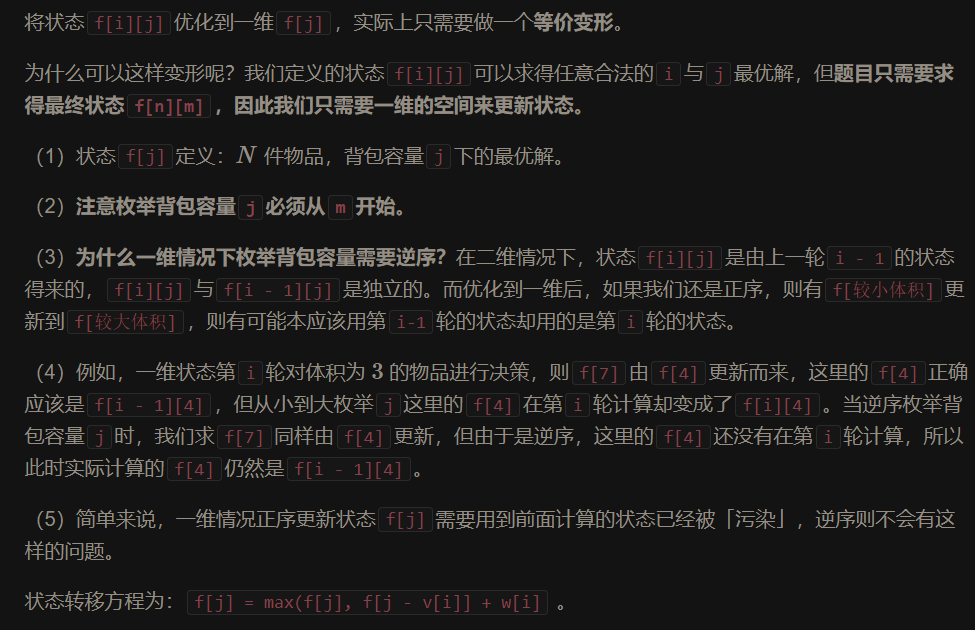 将状态 f[i][j] 优化到一维 f[j] ，实际上只需要做一个等价变形。
为什么可以这样变形呢？我们定义的状态 f[i][j] 可以求得任意合法的 i 与 j 最优解，但题目只需要求
得最终状态 f[n][m] ，因此我们只需要一维的空间来更新状态。
（1）状态 f[j] 定义：N 件物品，背包容量 j 下的最优解。
（2）注意枚举背包容量 j 必须从 m 开始。
（3）为什么一维情况下枚举背包容量需要逆序？在二维情况下，状态 f[i][j] 是由上一轮 i - 1 的状态
得来的， f[i][j] 与 f[i - 1][j] 是独立的。而优化到一维后，如果我们还是正序，则有 f[较小体积] 更
新到 f[较大体积] ，则有可能本应该用第 i-1 轮的状态却用的是第 i 轮的状态。
（4）例如，一维状态第 i 轮对体积为 3 的物品进行决策，则 f[7] 由 f[4] 更新而来，这里的 f[4] 正确
应该是 f[i - 1][4] ，但从小到大枚举 j 这里的 f[4] 在第 i 轮计算却变成了 f[i][4] 。当逆序枚举背
包容量 j 时，我们求 f[7] 同样由 f[4] 更新，但由于是逆序，这里的 f[4] 还没有在第 i 轮计算，所以
此时实际计算的 f[4] 仍然是 f[i - 1][4] 。
（5）简单来说，一维情况正序更新状态 f[j] 需要用到前面计算的状态已经被「污染」，逆序则不会有这
样的问题。
状态转移方程为： f[j] = max(f[j], f[j - v[i]] + w[i] 。